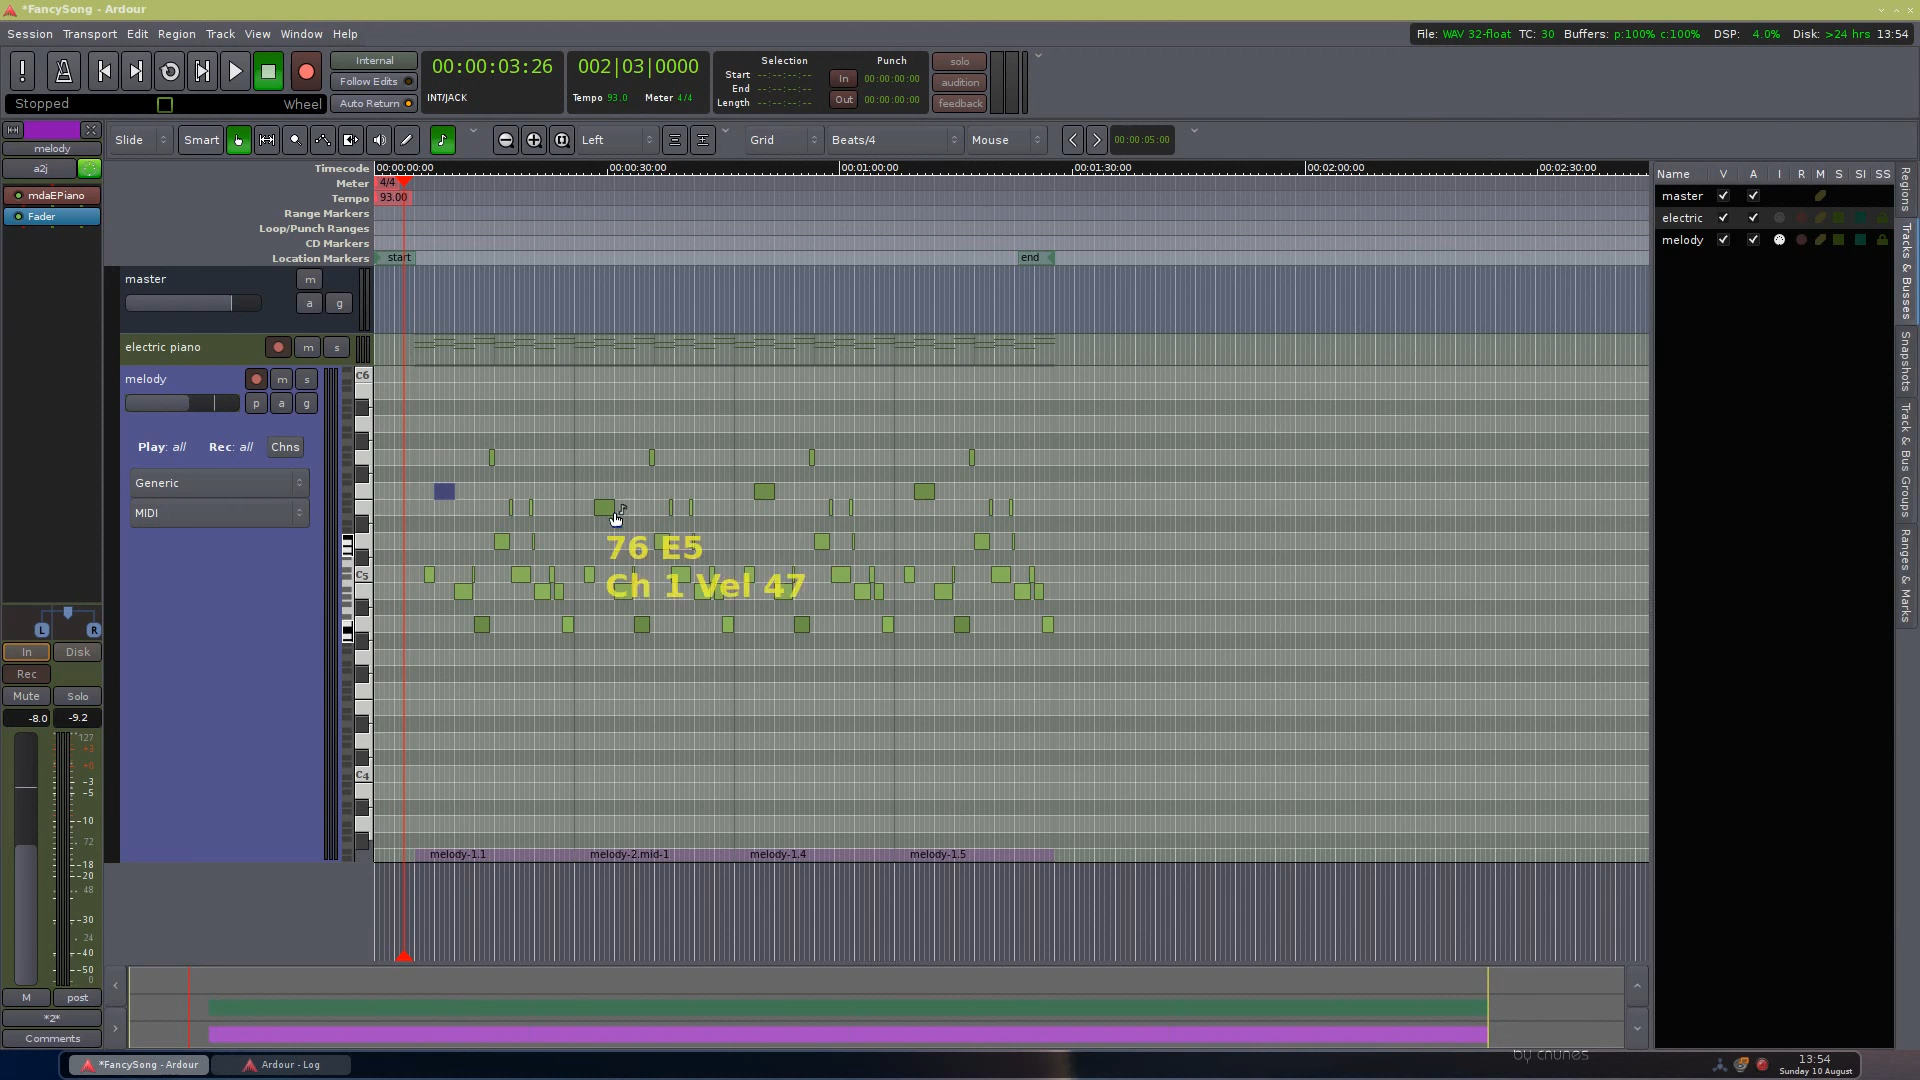 *FancySong - Ardour
Session Transport Edit Region Track View Window Help
File: WAV 32-float TC: 30 Buffers: p:100% c:100% DSP: 4.0% Disk: >24 hrs 13:54
Internal
Follow Edits
Auto Return
Stopped
Wheel
00:00:03:26
INT/JACK
002|03|0000
Tempo 93.0 Meter 4/4
Selection
Start --:--:--:--
End --:--:--:--
Length --:--:--:--
Punch
In 00:00:00:00
Out 00:00:00:00
solo
audition
feedback
melody
a2j
mdaEPiano
Fader
Slide
Smart
Left
Grid
Beats/4
Mouse
00:00:05:00
Timecode
00:00:00:00 00:00:30:00 00:01:00:00 00:01:30:00 00:02:00:00 00:02:30:00
Meter
4/4
Tempo
93.00
Range Markers
Loop/Punch Ranges
CD Markers
Location Markers
start
end
master
m
a g
electric piano
m s
melody
m s
p a g
Play: all Rec: all Chns
Generic
MIDI
C6
C5
C4
76 E5
Ch 1 Vel 47
melody-1.1 melody-2.mid-1 melody-1.4 melody-1.5
Name V A I R M S SI SS
master
electric
melody
Regions
Tracks & Busses
Snapshots
Track & Bus Groups
Ranges & Marks
L R
In Disk
Rec
Mute Solo
-8.0 -9.2
127
+3
+0
-3
-5
-10
72
-18
-20
48
-30
24
-40
-50
0
M post
*2*
Comments
*FancySong - Ardour
Ardour - Log
by cnunes
13:54
Sunday 10 August